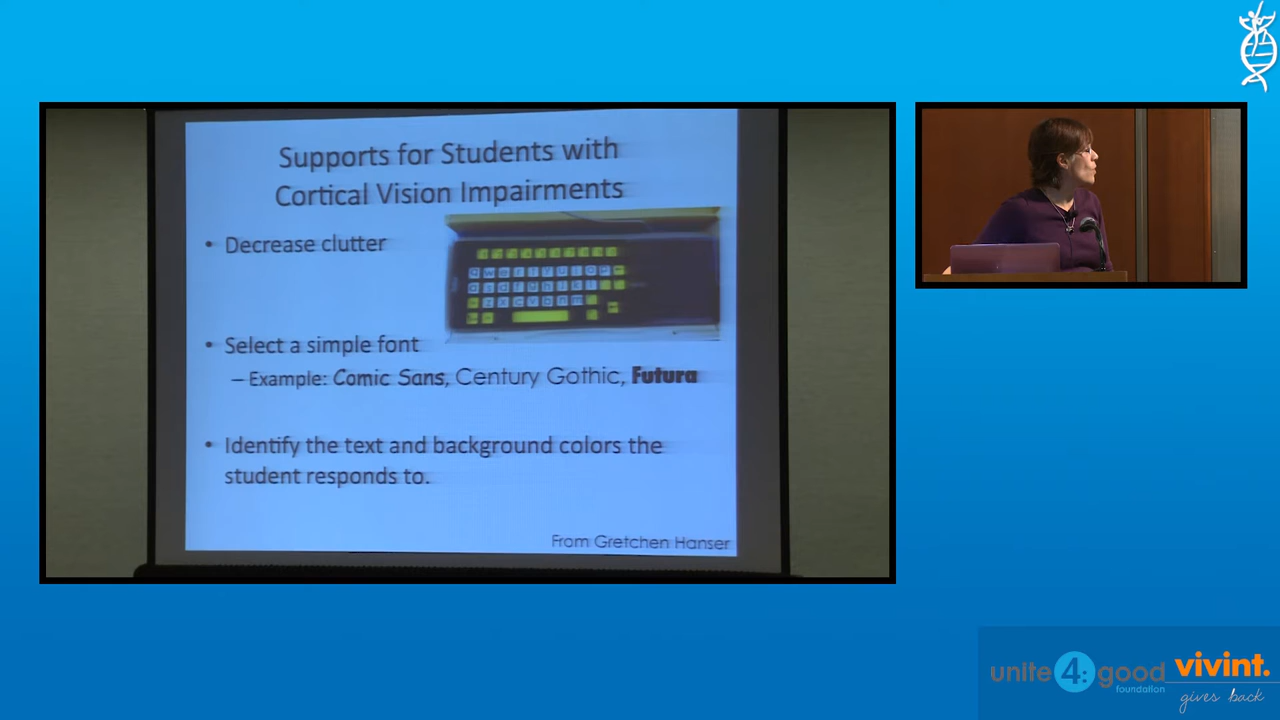 Supports for Students with
Cortical Vision Impairments
• Decrease clutter
• Select a simple font
– Example: Comic Sans, Century Gothic, Futura
• Identify the text and background colors the
student responds to.
From Gretchen Hanser
unite 4: good
foundation
vivint.
gives back